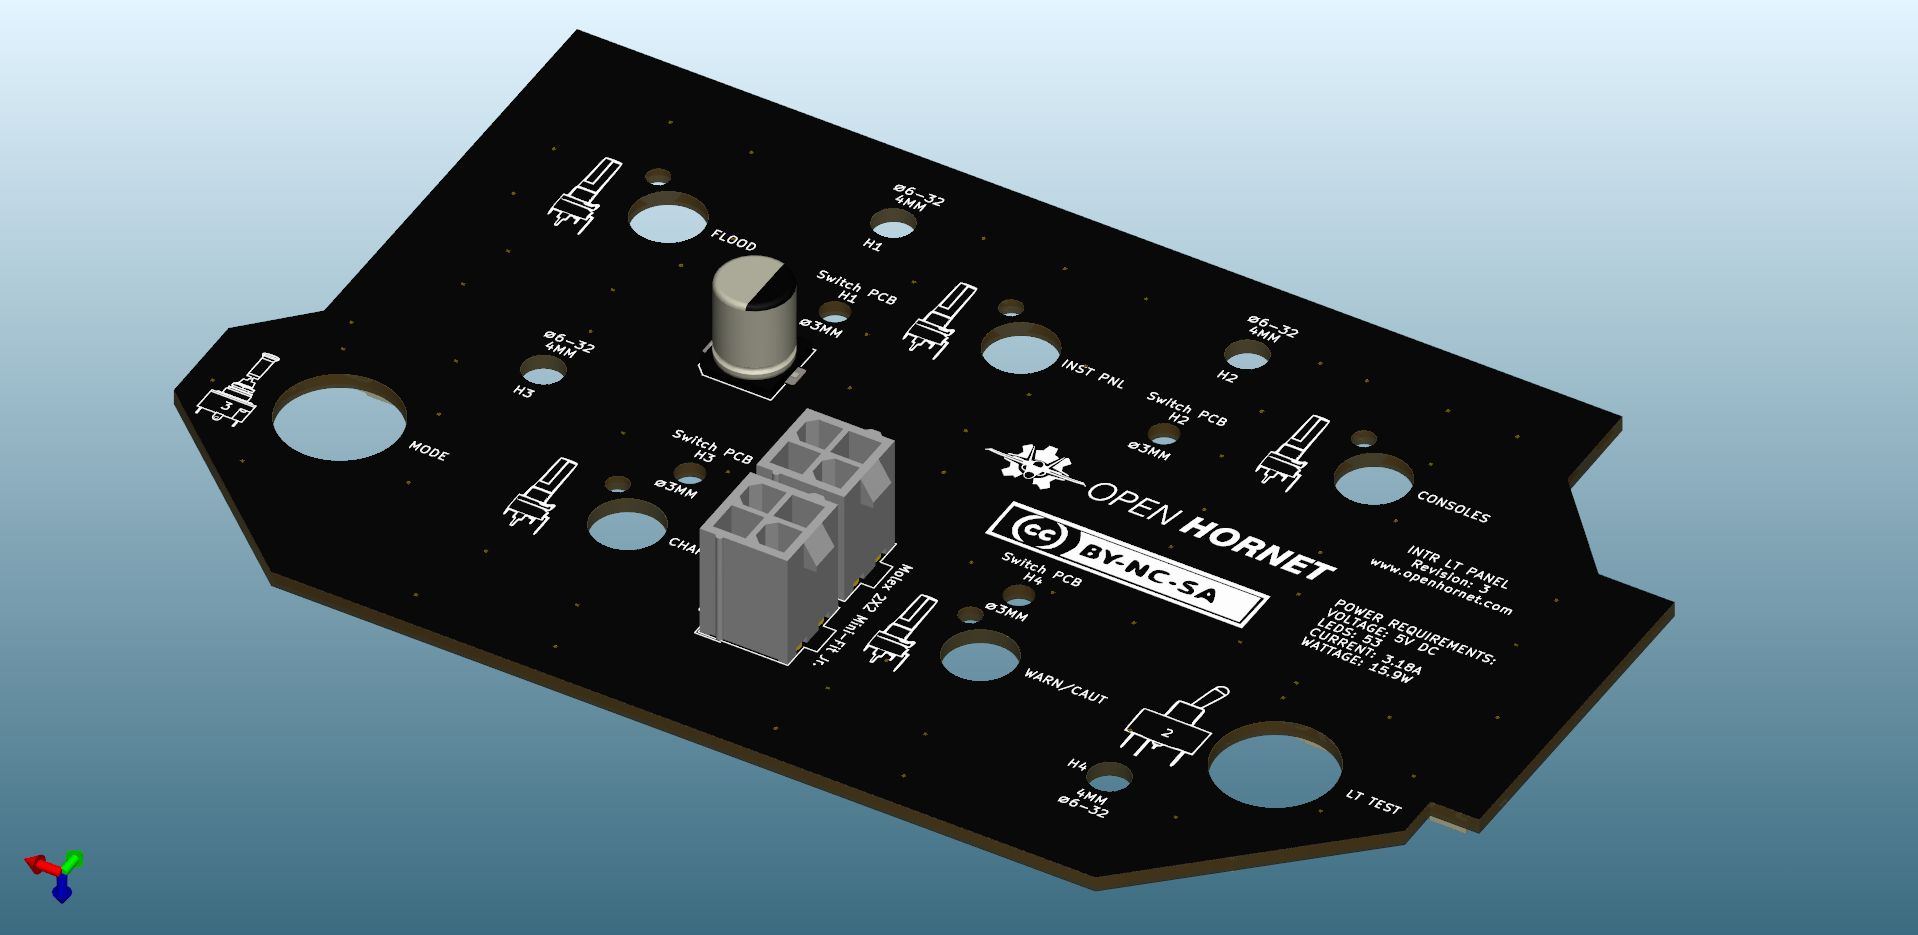 ø6-32
4MM
H1
FLOOD
Switch PCB
H1
ø3MM
ø6-32
4MM
H2
ø6-32
4MM
H3
INST PNL
Switch PCB
H2
ø3MM
3
MODE
Switch PCB
H3
ø3MM
CONSOLES
OPEN HORNET
cc BY-NC-SA
INTR LT PANEL
Revision: 3
www.openhornet.com
Switch PCB
H4
ø3MM
Molex 2X2 Mini-Fit Jr.
POWER REQUIREMENTS:
VOLTAGE: 5V DC
LEDS: 53
CURRENT: 3.18A
WATTAGE: 15.9W
WARN/CAUT
2
H4
4MM
ø6-32
LT TEST